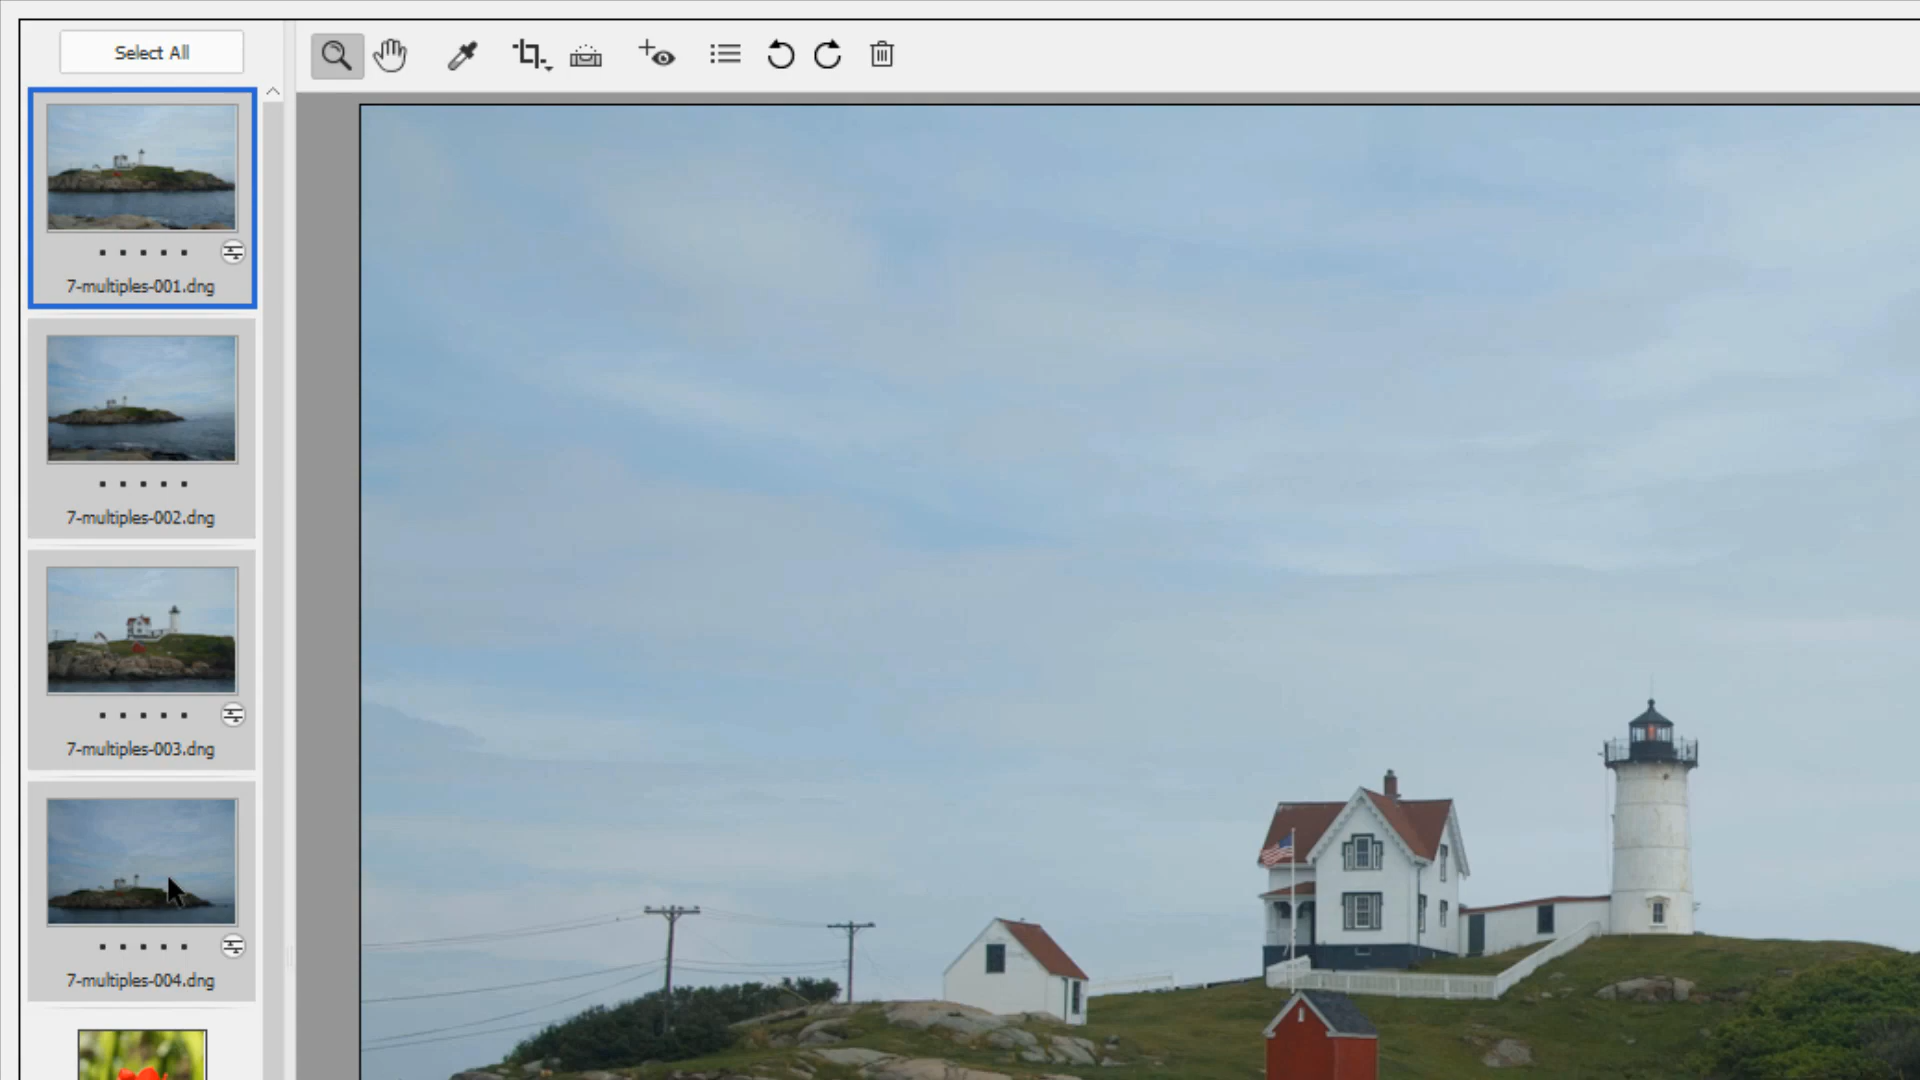 Select All
7-multiples-001.dng
7-multiples-002.dng
7-multiples-003.dng
7-multiples-004.dng